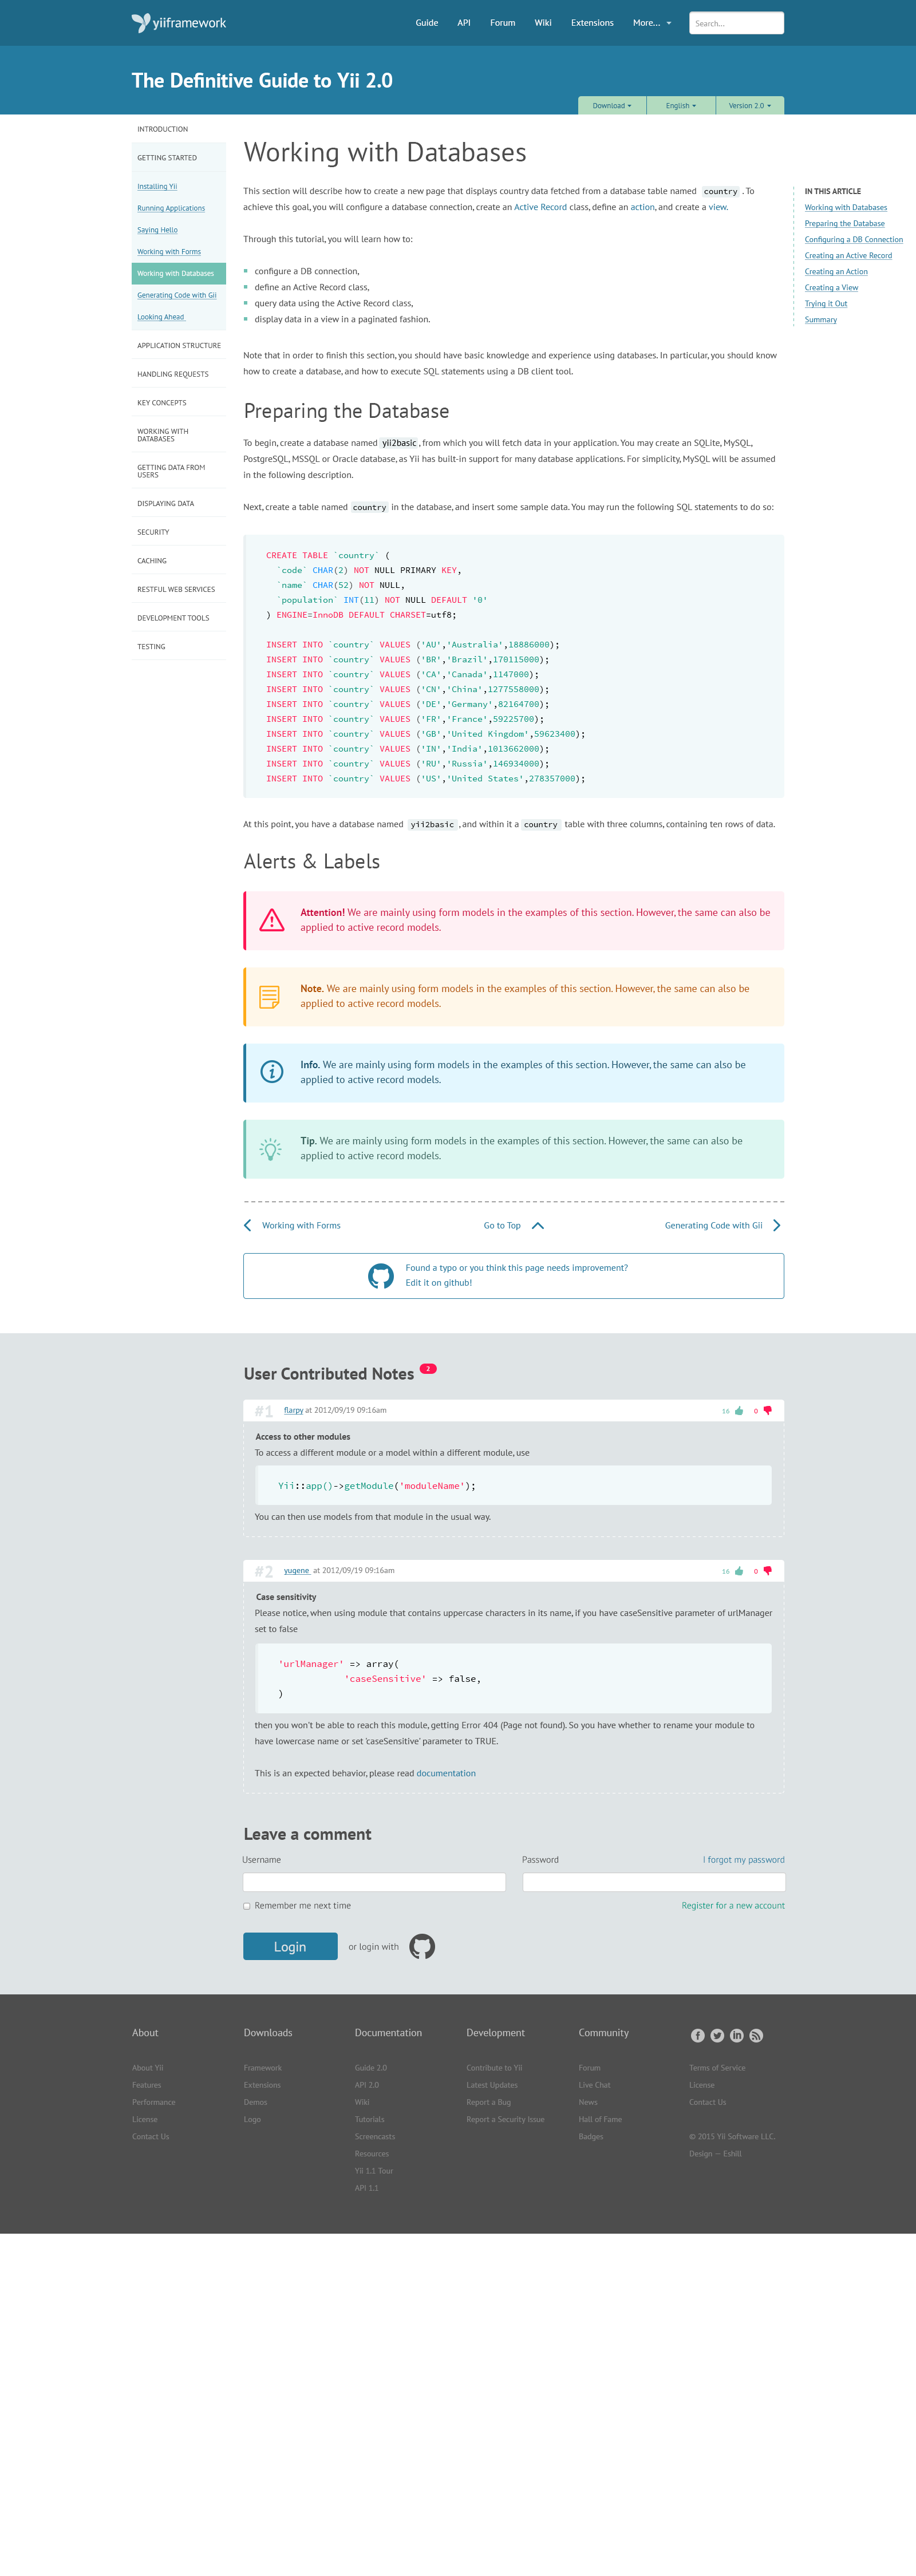 yiiframework
Guide API Forum Wiki Extensions More... Search...
The Definitive Guide to Yii 2.0
Download English Version 2.0
INTRODUCTION
GETTING STARTED
Installing Yii
Running Applications
Saying Hello
Working with Forms
Working with Databases
Generating Code with Gii
Looking Ahead
APPLICATION STRUCTURE
HANDLING REQUESTS
KEY CONCEPTS
WORKING WITH
DATABASES
GETTING DATA FROM
USERS
DISPLAYING DATA
SECURITY
CACHING
RESTFUL WEB SERVICES
DEVELOPMENT TOOLS
TESTING
Working with Databases
This section will describe how to create a new page that displays country data fetched from a database table named country . To
achieve this goal, you will configure a database connection, create an Active Record class, define an action, and create a view.
Through this tutorial, you will learn how to:
configure a DB connection,
define an Active Record class,
query data using the Active Record class,
display data in a view in a paginated fashion.
Note that in order to finish this section, you should have basic knowledge and experience using databases. In particular, you should know
how to create a database, and how to execute SQL statements using a DB client tool.
IN THIS ARTICLE
Working with Databases
Preparing the Database
Configuring a DB Connection
Creating an Active Record
Creating an Action
Creating a View
Trying It Out
Summary
Preparing the Database
To begin, create a database named yii2basic , from which you will fetch data in your application. You may create an SQLite, MySQL,
PostgreSQL, MSSQL or Oracle database, as Yii has built-in support for many database applications. For simplicity, MySQL will be assumed
in the following description.
Next, create a table named country in the database, and insert some sample data. You may run the following SQL statements to do so:
CREATE TABLE `country` (
`code` CHAR(2) NOT NULL PRIMARY KEY,
`name` CHAR(52) NOT NULL,
`population` INT(11) NOT NULL DEFAULT '0'
) ENGINE=InnoDB DEFAULT CHARSET=utf8;
INSERT INTO `country` VALUES ('AU','Australia',18886000);
INSERT INTO `country` VALUES ('BR','Brazil',170115000);
INSERT INTO `country` VALUES ('CA','Canada',1147000);
INSERT INTO `country` VALUES ('CN','China',1277558000);
INSERT INTO `country` VALUES ('DE','Germany',82164700);
INSERT INTO `country` VALUES ('FR','France',59225700);
INSERT INTO `country` VALUES ('GB','United Kingdom',59623400);
INSERT INTO `country` VALUES ('IN','India',1013662000);
INSERT INTO `country` VALUES ('RU','Russia',146934000);
INSERT INTO `country` VALUES ('US','United States',278357000);
At this point, you have a database named yii2basic , and within it a country table with three columns, containing ten rows of data.
Alerts & Labels
Attention! We are mainly using form models in the examples of this section. However, the same can also be
applied to active record models.
Note. We are mainly using form models in the examples of this section. However, the same can also be
applied to active record models.
Info. We are mainly using form models in the examples of this section. However, the same can also be
applied to active record models.
Tip. We are mainly using form models in the examples of this section. However, the same can also be
applied to active record models.
Working with Forms Go to Top Generating Code with Gii
Found a typo or you think this page needs improvement?
Edit it on github!
User Contributed Notes 2
#1 flarpy at 2012/09/19 09:16am 16 0
Access to other modules
To access a different module or a model within a different module, use
Yii::app()->getModule('moduleName');
You can then use models from that module in the usual way.
#2 yugene at 2012/09/19 09:16am 16 0
Case sensitivity
Please notice, when using module that contains uppercase characters in its name, if you have caseSensitive parameter of urlManager
set to false
'urlManager' => array(
'caseSensitive' => false,
)
then you won't be able to reach this module, getting Error 404 (Page not found). So you have whether to rename your module to
have lowercase name or set 'caseSensitive' parameter to TRUE.
This is an expected behavior, please read documentation
Leave a comment
Username Password I forgot my password
Remember me next time Register for a new account
Login or login with
About
About Yii
Features
Performance
License
Contact Us
Downloads
Framework
Extensions
Demos
Logo
Documentation
Guide 2.0
API 2.0
Wiki
Tutorials
Screencasts
Resources
Yii 1.1 Tour
API 1.1
Development
Contribute to Yii
Latest Updates
Report a Bug
Report a Security Issue
Community
Forum
Live Chat
News
Hall of Fame
Badges
Terms of Service
License
Contact Us
© 2015 Yii Software LLC.
Design — Eshill